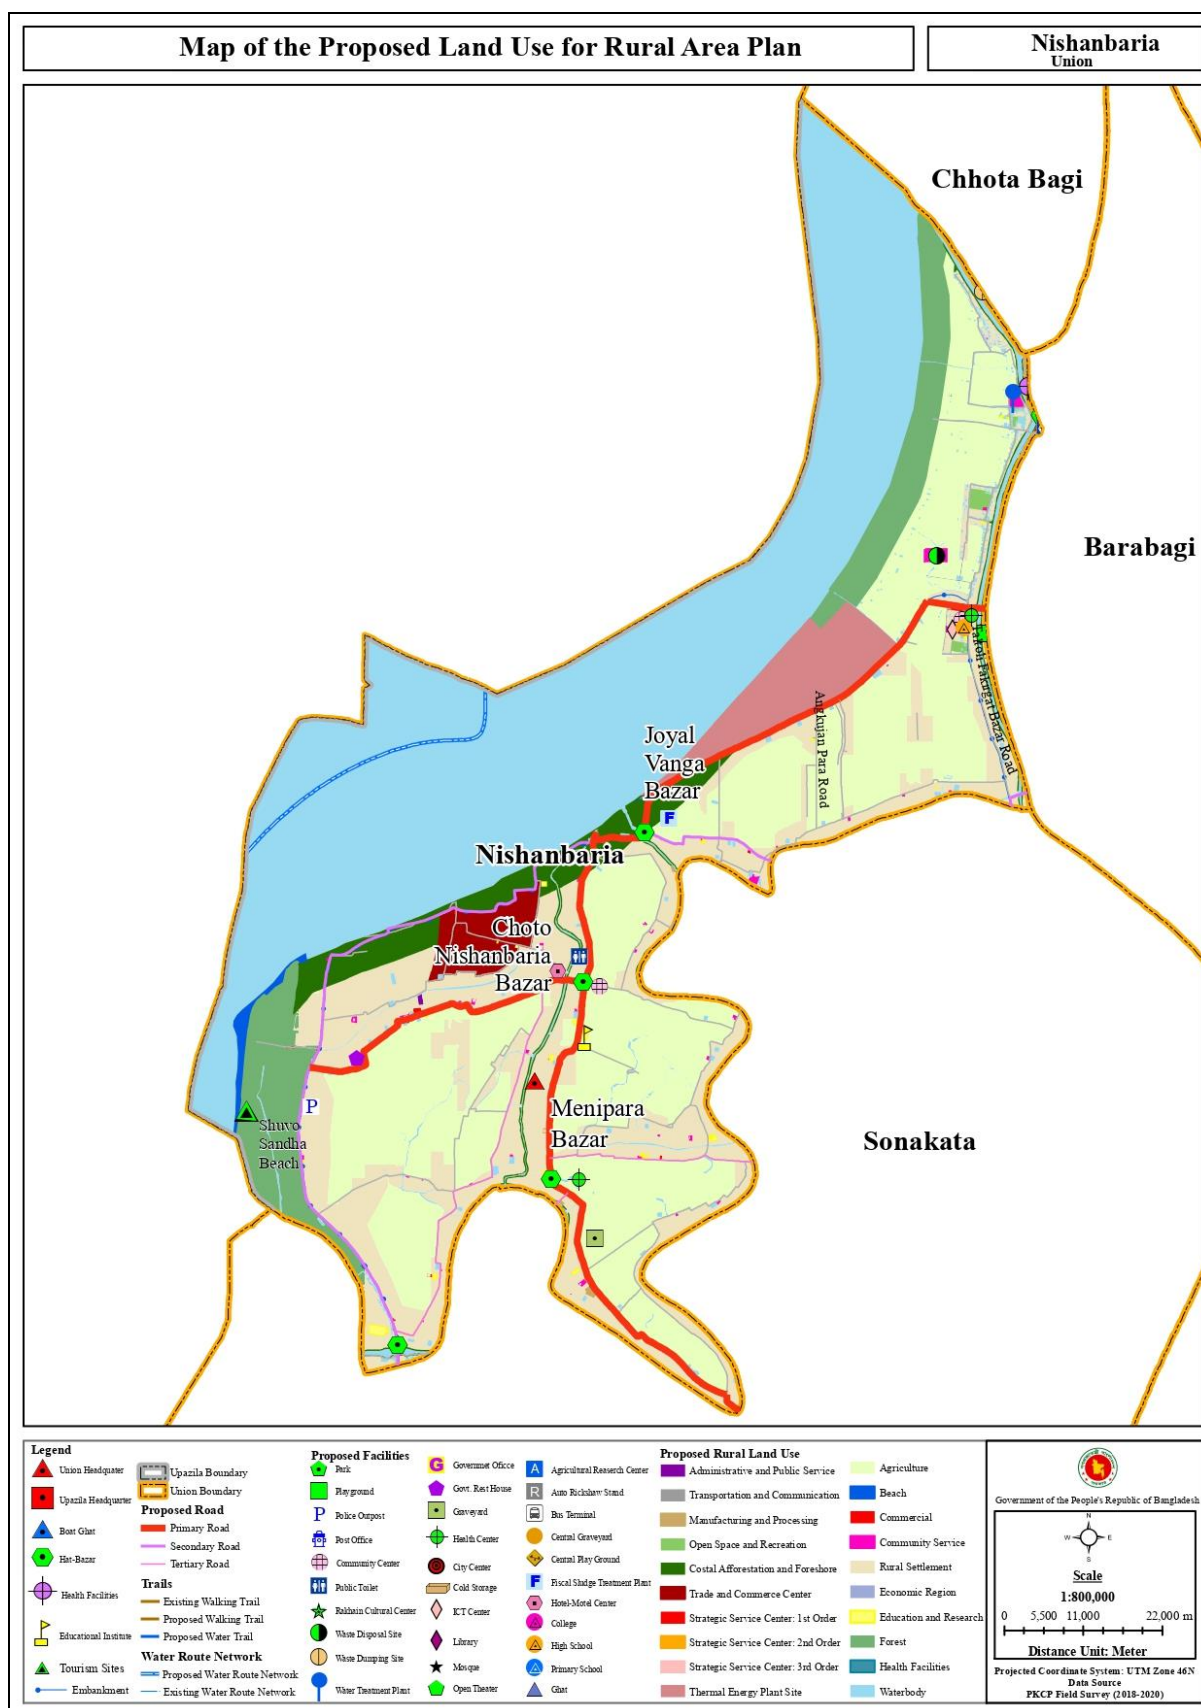 Map of the Proposed Land Use for Rural Area Plan
Nishanbaria
Union
Chhota Bagi
Barabagi
Taltoli Fakirgat Bazar Road
Angkujan Para Road
Joyal
Vanga
Bazar
F
Nishanbaria
Choto
Nishanbaria
Bazar
P
Shuvo
Sandha
Beach
Menipara
Bazar
Sonakata
Legend
Union Headquater
Upazila Headquarter
Boat Ghat
Hat-Bazar
Health Facilities
Educational Institute
Tourism Sites
Embankment
Upazila Boundary
Union Boundary
Proposed Road
Primary Road
Secondary Road
Tertiary Road
Trails
Existing Walking Trail
Proposed Walking Trail
Proposed Water Trail
Water Route Network
Proposed Water Route Network
Existing Water Route Network
Proposed Facilities
Park
Playground
P Police Outpost
Post Office
Community Center
Public Toilet
Rakhain Cultural Center
Waste Disposal Site
Waste Dumping Site
Water Treatment Plant
G Governmet Officce
Govt. Rest House
Graveyard
Health Center
City Center
Cold Storage
ICT Center
Library
Mosque
Open Theater
A Agricultural Reaserch Center
R Auto Rickshaw Stand
Bus Terminal
Central Graveyard
Central Play Ground
F Fiscal Sludge Treatment Plant
Hotel-Motel Center
College
High School
Primary School
Ghat
Proposed Rural Land Use
Administrative and Public Service
Transportation and Communication
Manufacturing and Processing
Open Space and Recreation
Costal Afforestation and Foreshore
Trade and Commerce Center
Strategic Service Center: 1st Order
Strategic Service Center: 2nd Order
Strategic Service Center: 3rd Order
Thermal Energy Plant Site
Agriculture
Beach
Commercial
Community Service
Rural Settlement
Economic Region
Education and Research
Forest
Health Facilities
Waterbody
Government of the People's Republic of Bangladesh
N
W E
S
Scale
1:800,000
0 5,500 11,000 22,000 m
Distance Unit: Meter
Projected Coordinate System: UTM Zone 46N
Data Source
PKCP Field Survey (2018-2020)